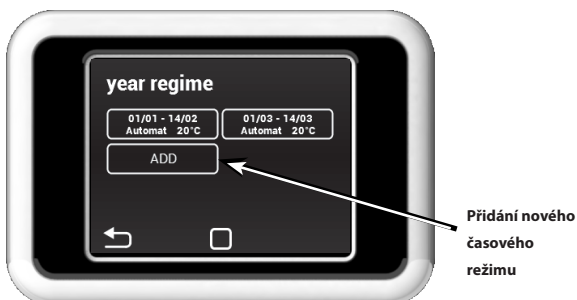 year regime
01/01 - 14/02
Automat 20°C
01/03 - 14/03
Automat 20°C
ADD
Přidání nového
časového
režimu